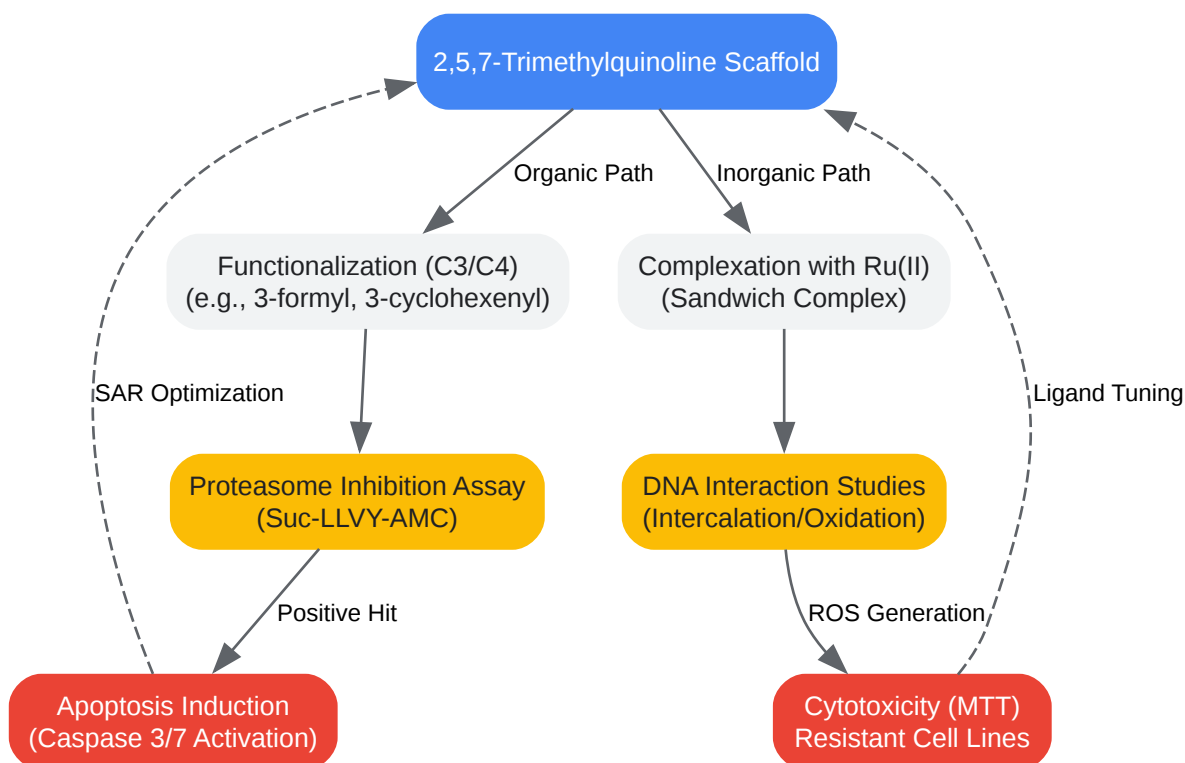 2,5,7-Trimethylquinoline Scaffold
Organic Path
Inorganic Path
Functionalization (C3/C4)
(e.g., 3-formyl, 3-cyclohexenyl)
Complexation with Ru(II)
(Sandwich Complex)
SAR Optimization
Ligand Tuning
Proteasome Inhibition Assay
(Suc-LLVY-AMC)
DNA Interaction Studies
(Intercalation/Oxidation)
Positive Hit
ROS Generation
Apoptosis Induction
(Caspase 3/7 Activation)
Cytotoxicity (MTT)
Resistant Cell Lines